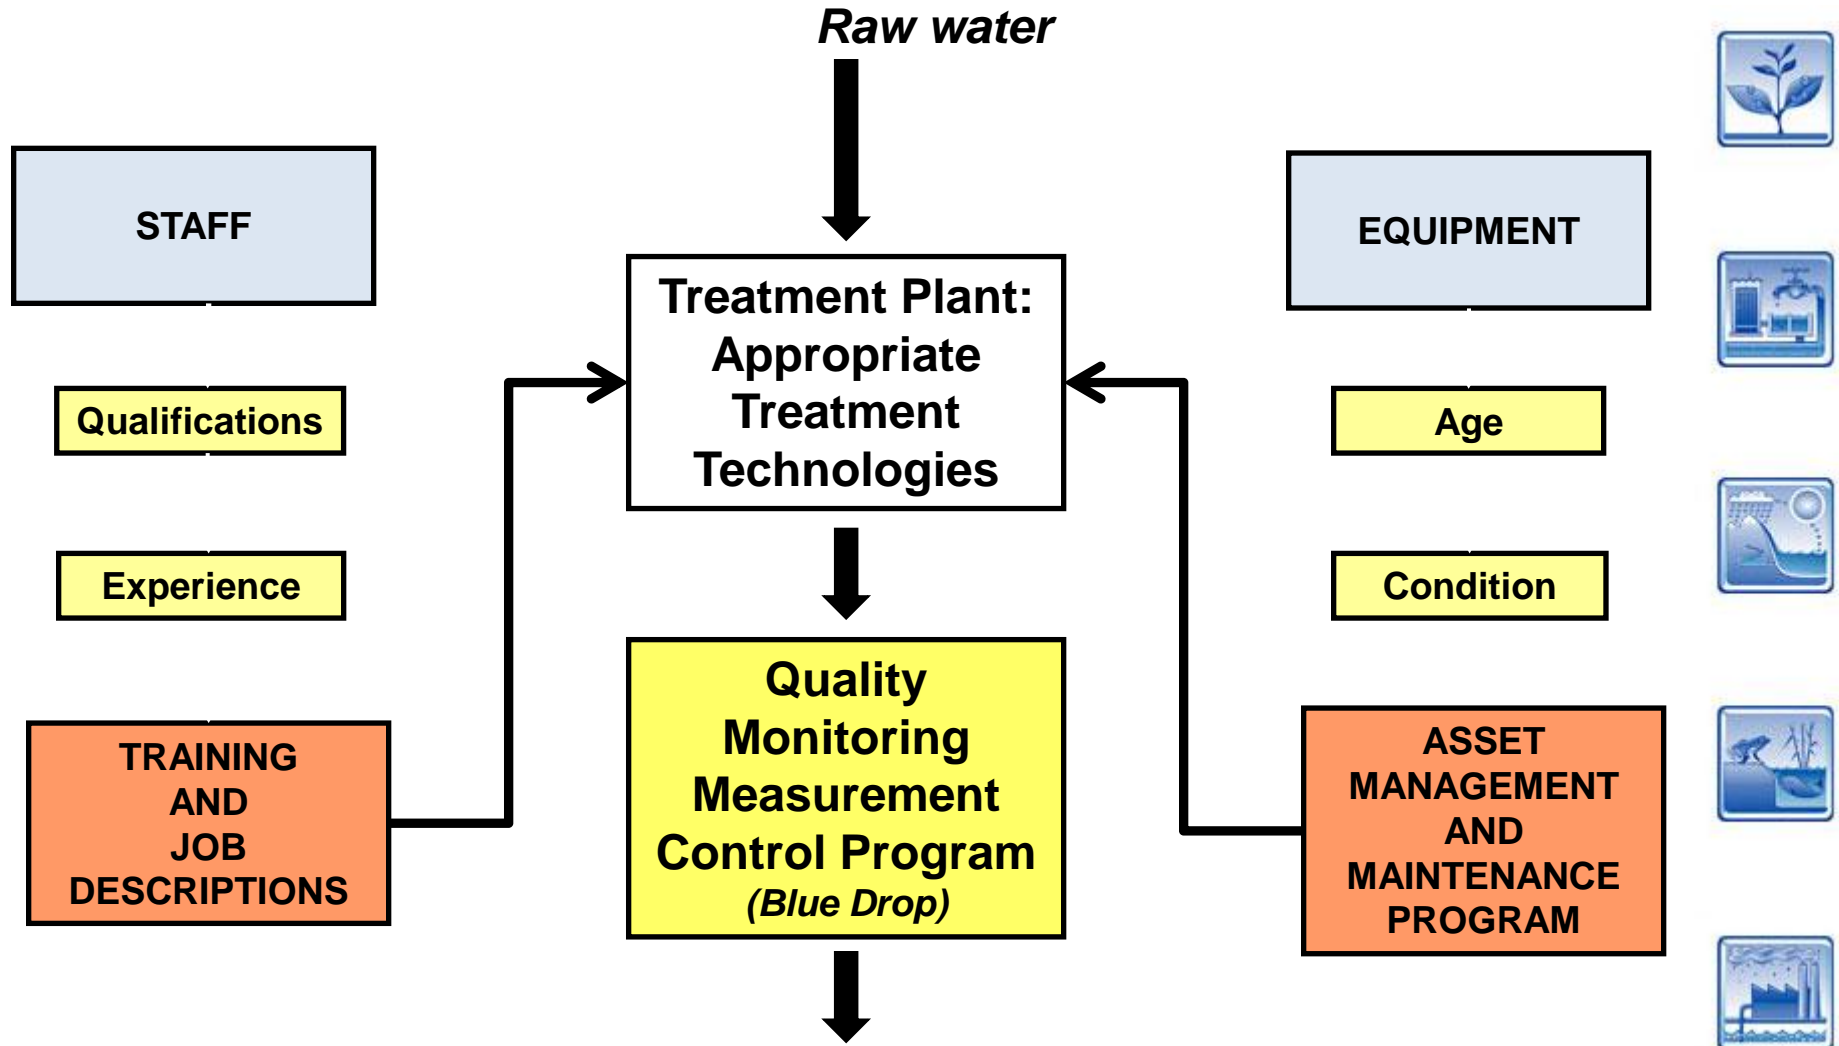 Raw water
STAFF
Qualifications
Experience
TRAINING
AND
JOB
DESCRIPTIONS
Treatment Plant:
Appropriate
Treatment
Technologies
Quality
Monitoring
Measurement
Control Program
(Blue Drop)
EQUIPMENT
Age
Condition
ASSET
MANAGEMENT
AND
MAINTENANCE
PROGRAM